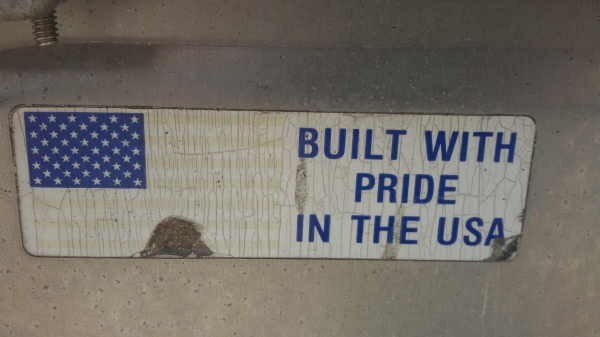 BUILT WITH
PRIDE
IN THE USA